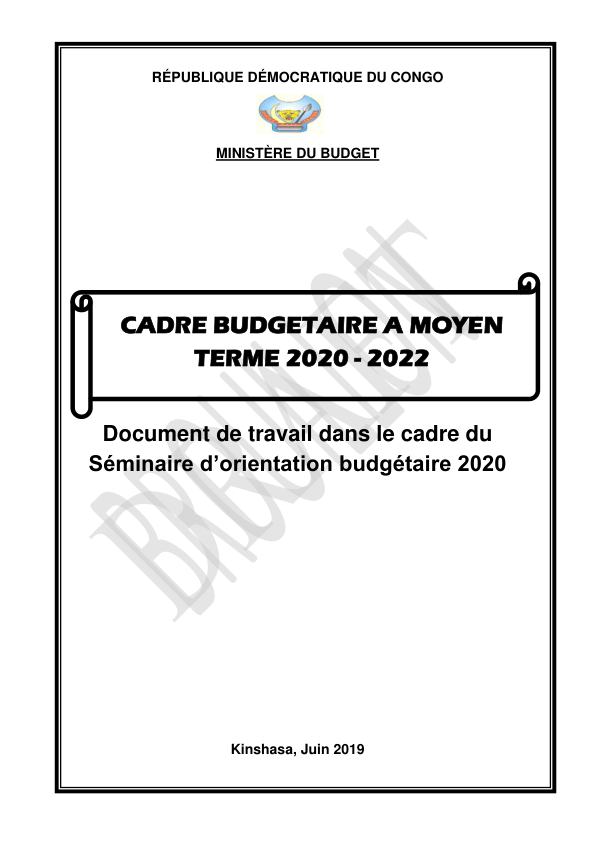 RÉPUBLIQUE DÉMOCRATIQUE DU CONGO
MINISTÈRE DU BUDGET
CADRE BUDGETAIRE A MOYEN
TERME 2020 - 2022
Document de travail dans le cadre du
Séminaire d’orientation budgétaire 2020
Kinshasa, Juin 2019